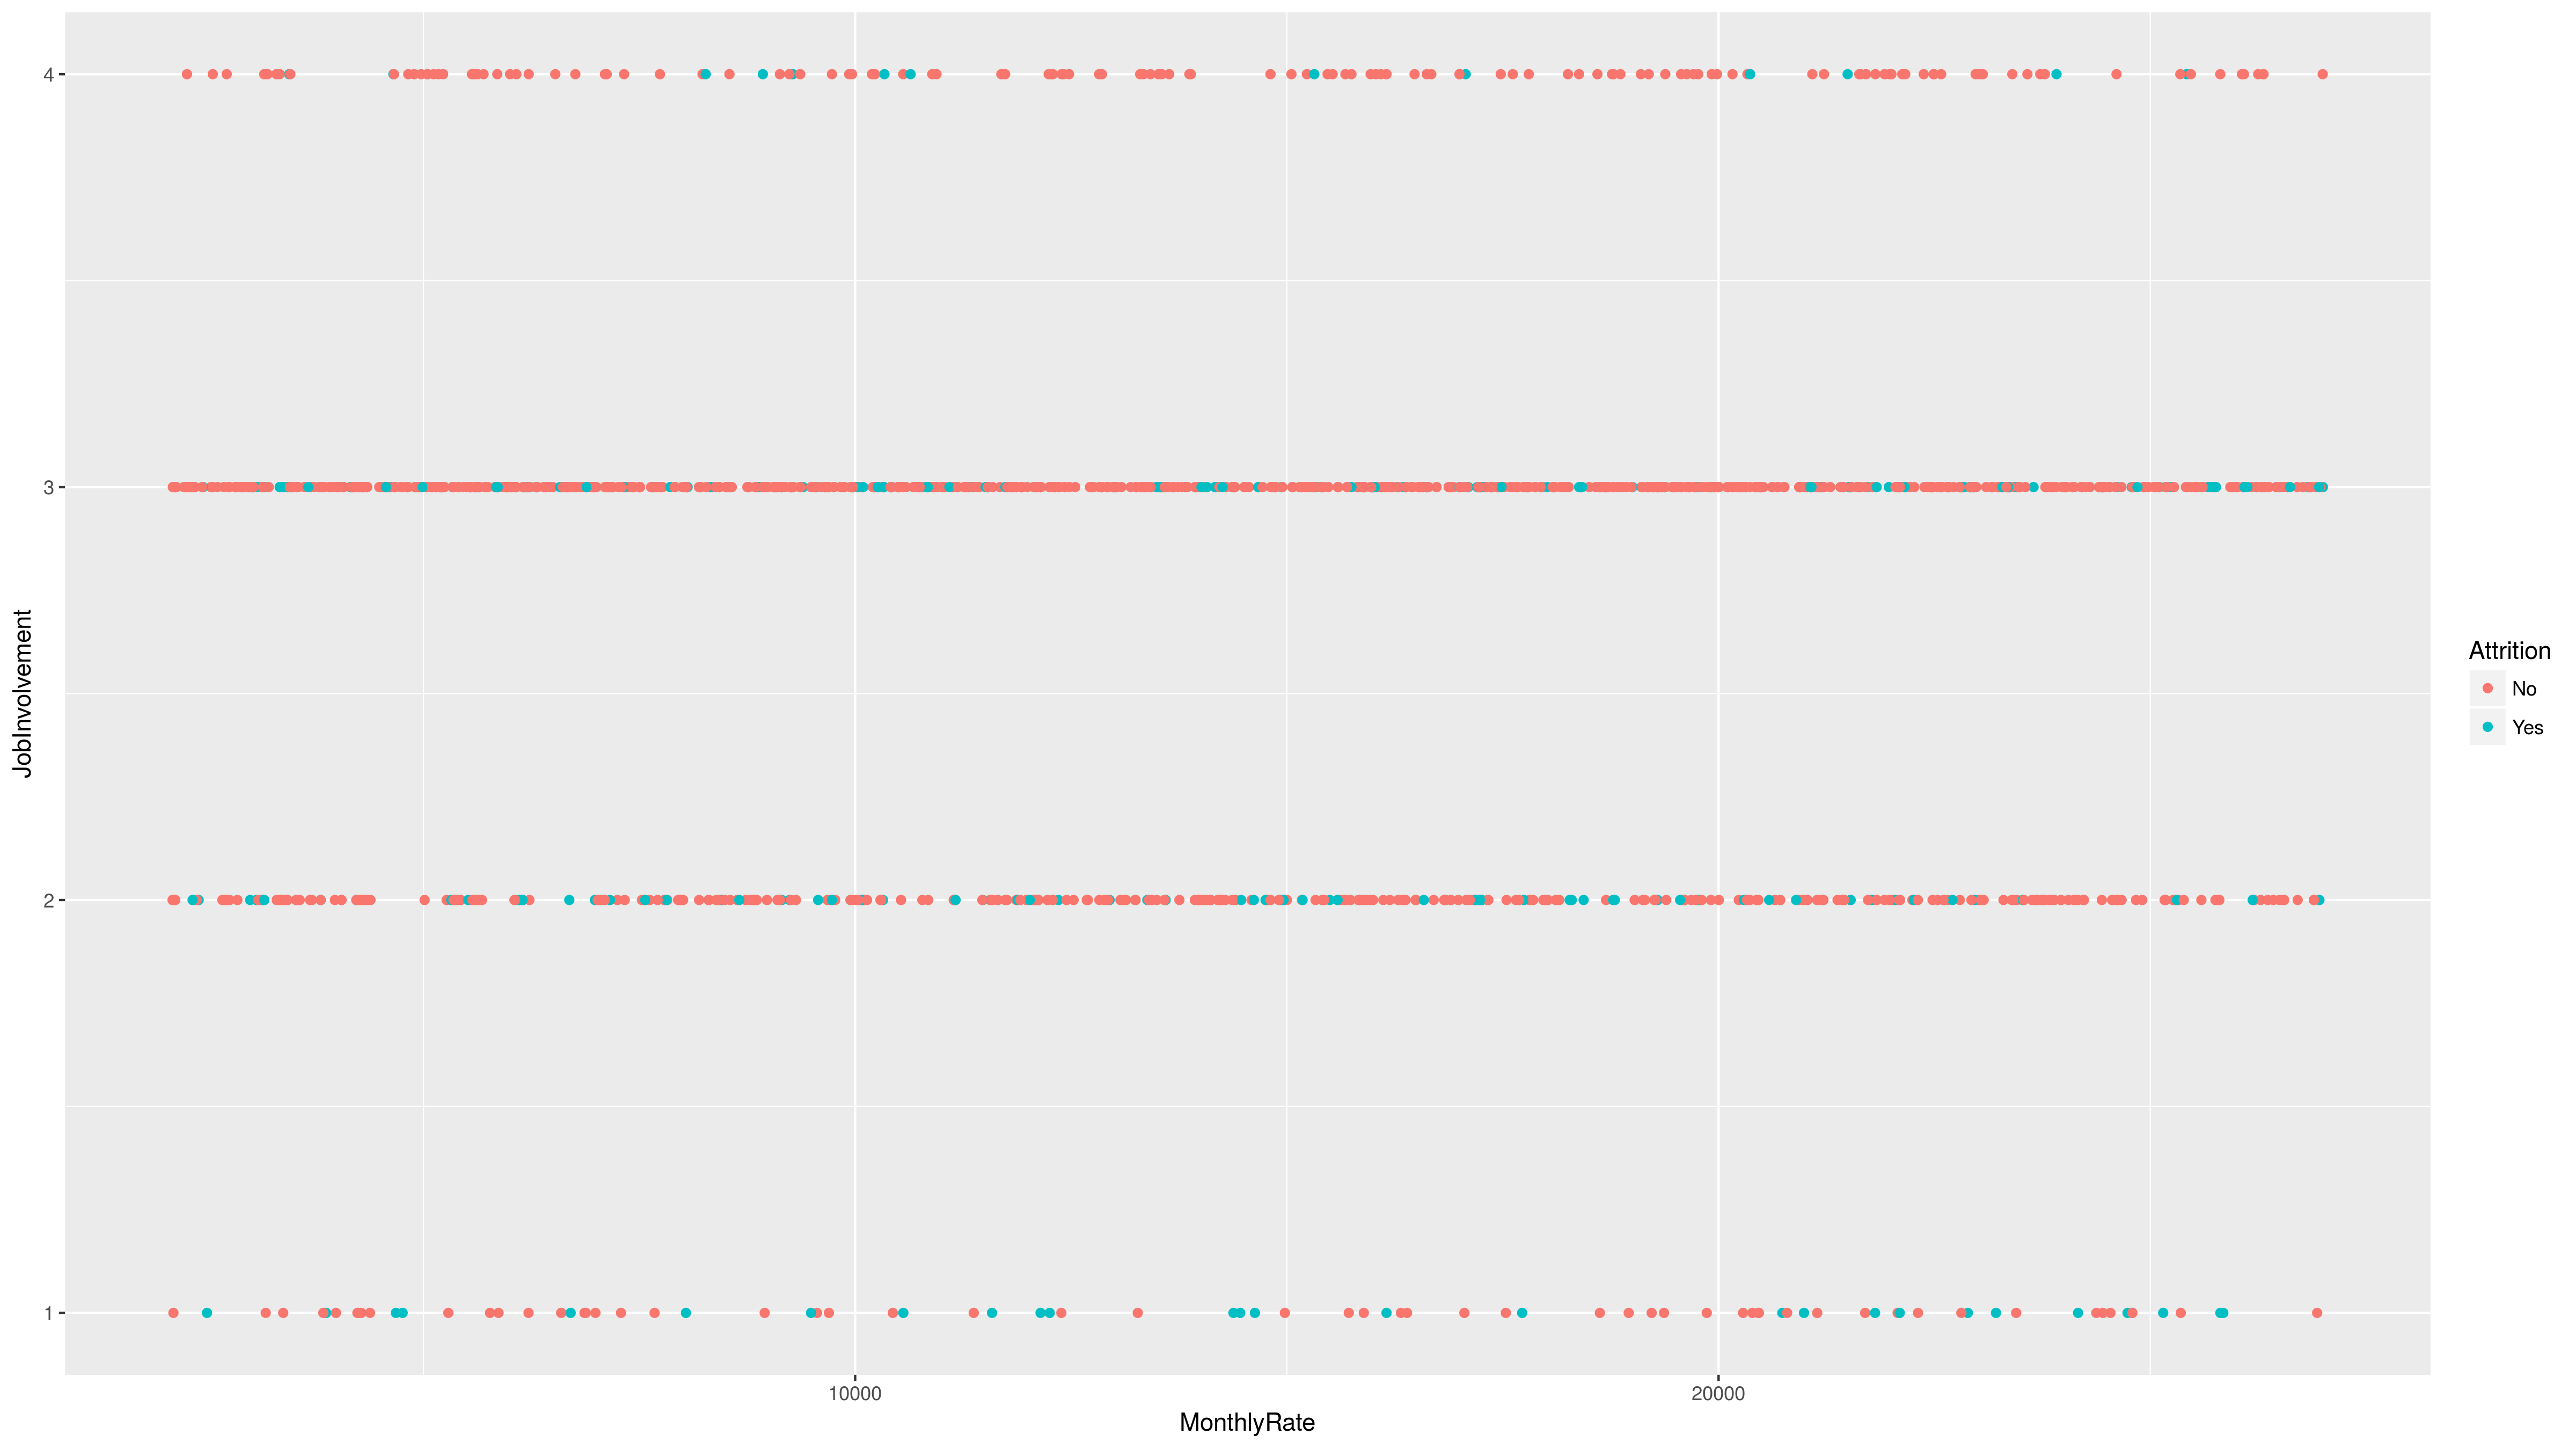 4
3
2
1
JobInvolvement
10000
20000
MonthlyRate
Attrition
No
Yes